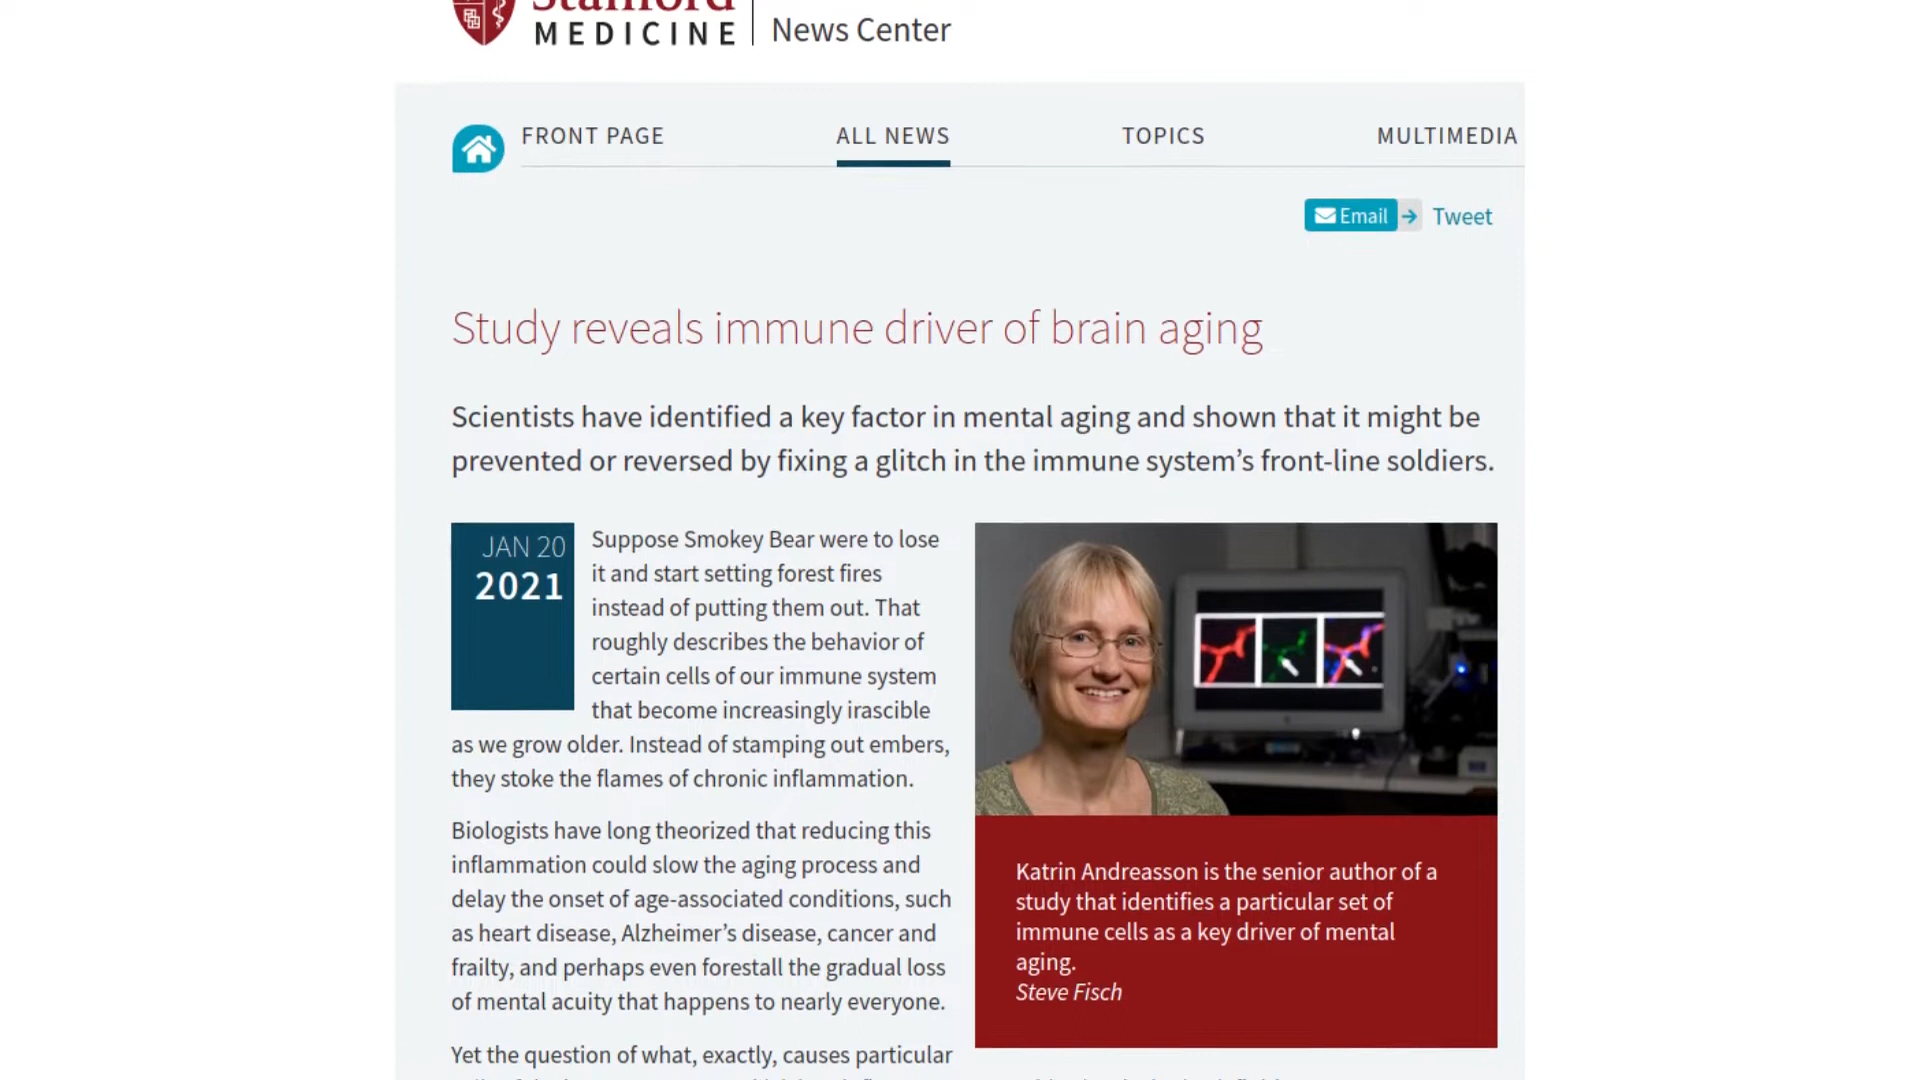 Stanford
MEDICINE
News Center
FRONT PAGE
ALL NEWS
TOPICS
MULTIMEDIA
Email
Tweet
Study reveals immune driver of brain aging
Scientists have identified a key factor in mental aging and shown that it might be
prevented or reversed by fixing a glitch in the immune system’s front-line soldiers.
JAN 20
2021
Suppose Smokey Bear were to lose
it and start setting forest fires
instead of putting them out. That
roughly describes the behavior of
certain cells of our immune system
that become increasingly irascible
as we grow older. Instead of stamping out embers,
they stoke the flames of chronic inflammation.
Biologists have long theorized that reducing this
inflammation could slow the aging process and
delay the onset of age-associated conditions, such
as heart disease, Alzheimer’s disease, cancer and
frailty, and perhaps even forestall the gradual loss
of mental acuity that happens to nearly everyone.
Yet the question of what, exactly, causes particular
Katrin Andreasson is the senior author of a
study that identifies a particular set of
immune cells as a key driver of mental
aging.
Steve Fisch